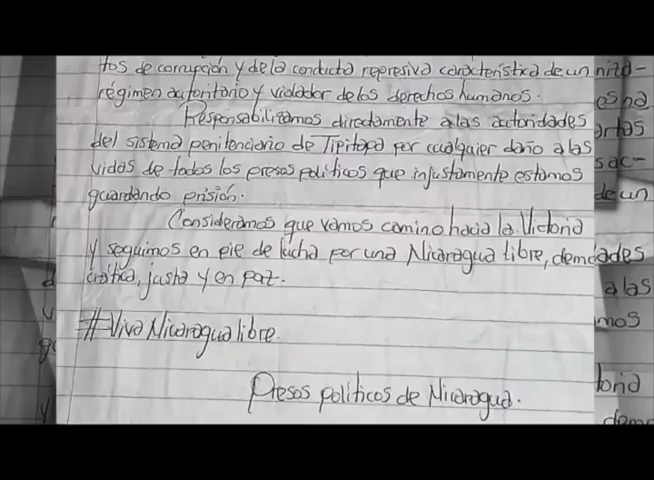 tos de corrupción y de la conducta represiva característica de un
régimen autoritario y violador de los derechos humanos.
Responsabilizamos directamente a las autoridades
del sistema penitenciario de Tipitapa por cualquier daño a las
vidas de todos los presos políticos que injustamente estamos
guardando prisión.
Consideramos que vamos camino hacia la Victoria
y seguimos en pie de lucha por una Nicaragua libre, demo
crática, justa y en paz.
#Viva Nicaragua libre.
Presos políticos de Nicaragua.